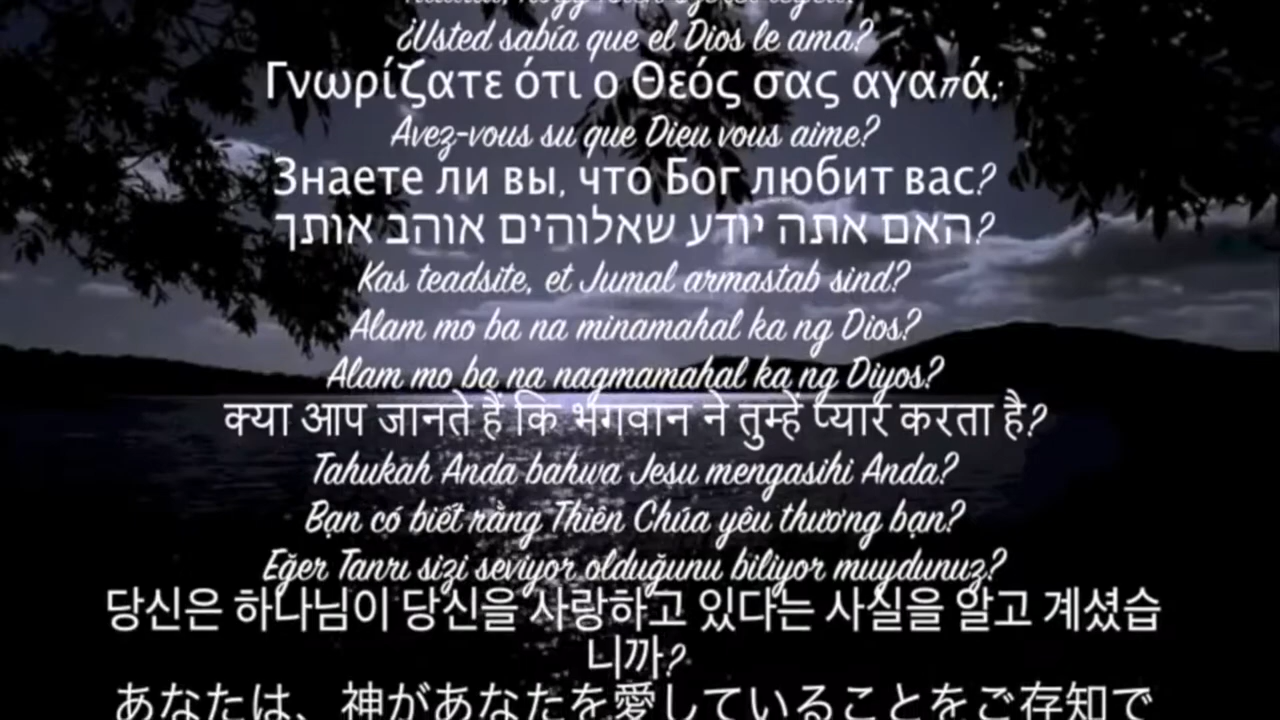 ¿Usted sabía que el Dios le ama?
Γνωρίζατε ότι ο Θεός σας αγαπά;
Avez-vous su que Dieu vous aime?
Знаете ли вы, что Бог любит вас?
האם אתה יודע שאלוהים אוהב אותך?
Kas teadsite, et Jumal armastab sind?
Alam mo ba na minamahal ka ng Dios?
Alam mo ba na nagmamahal ka ng Diyos?
क्या आप जानते हैं कि भगवान ने तुम्हें प्यार करता है?
Tahukah Anda bahwa Jesu mengasihi Anda?
Bạn có biết rằng Thiên Chúa yêu thương bạn?
Eğer Tanrı sizi seviyor olduğunu biliyor muydunuz?
당신은 하나님이 당신을 사랑하고 있다는 사실을 알고 계셨습
니까?
あなたは、神があなたを愛していることをご存知で